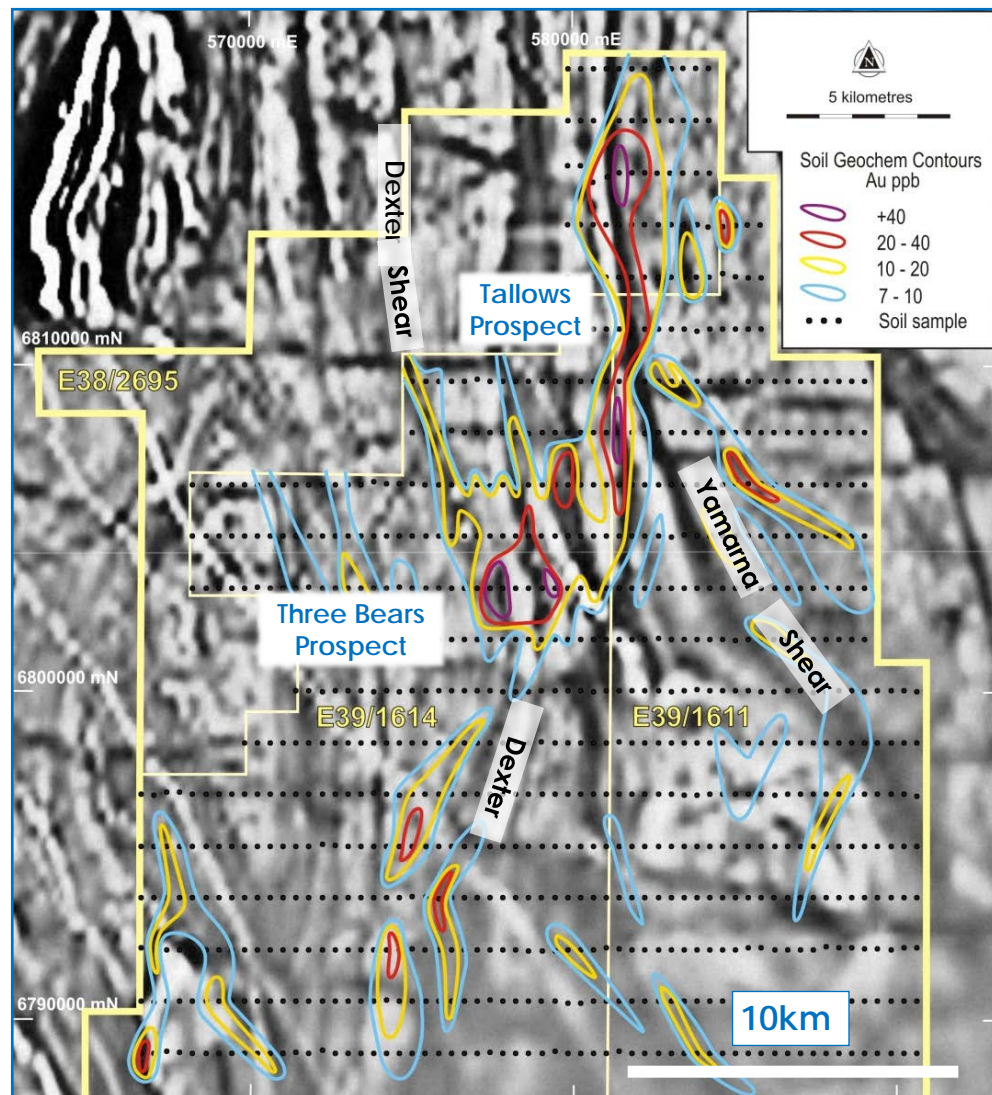 570000 mE
580000 mE
N
5 kilometres
Soil Geochem Contours
Au ppb
+40
20 - 40
10 - 20
7 - 10
Soil sample
Dexter Shear
Tallows
Prospect
6810000 mN
E38/2695
Yamarna
Shear
Three Bears
Prospect
6800000 mN
E39/1614
E39/1611
Dexter
6790000 mN
10km